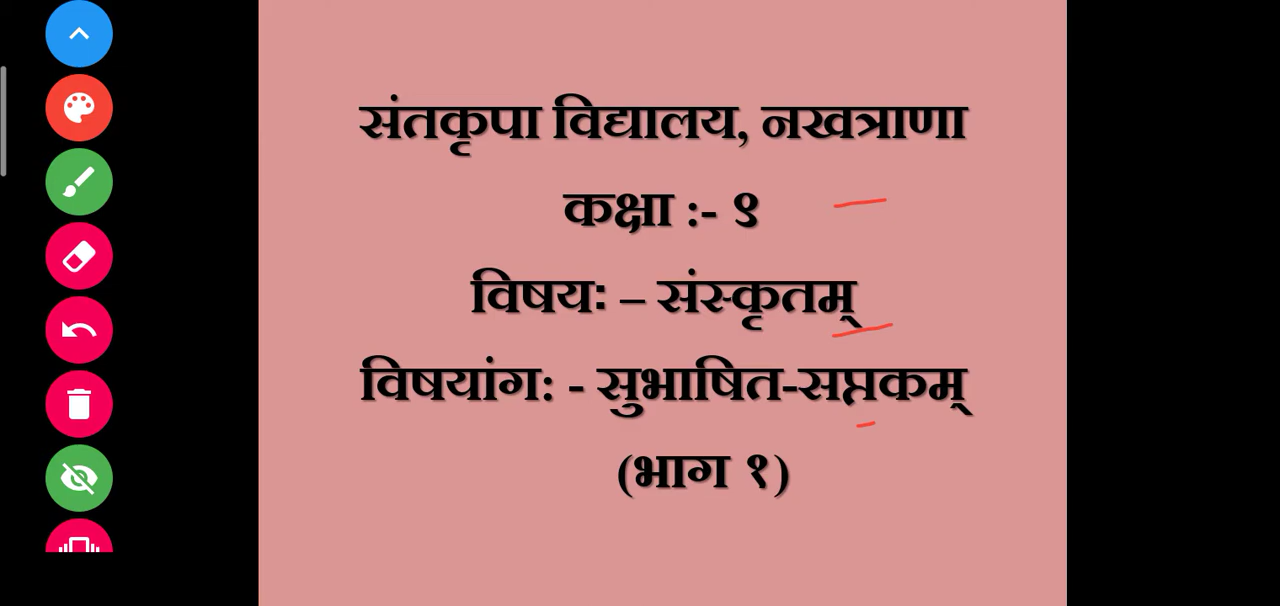 संतकृपा विद्यालय, नखत्राणा
कक्षा :- ९
विषयः – संस्कृतम्
विषयांग: - सुभाषित-सप्तकम्
(भाग १)